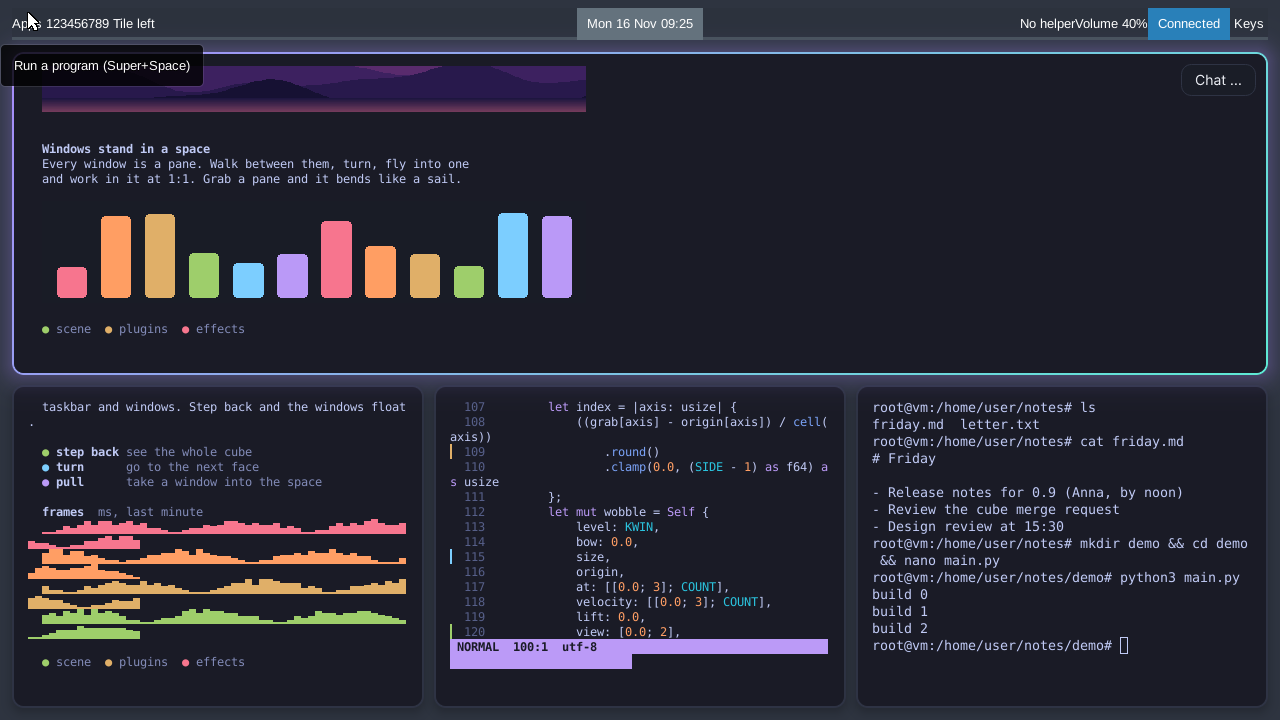 Apps 123456789 Tile left
Mon 16 Nov 09:25
No helper Volume 40% Connected Keys
Run a program (Super+Space)
Chat ...
Windows stand in a space
Every window is a pane. Walk between them, turn, fly into one
and work in it at 1:1. Grab a pane and it bends like a sail.
● scene ● plugins ● effects
taskbar and windows. Step back and the windows float
.
● step back see the whole cube
● turn go to the next face
● pull take a window into the space
frames ms, last minute
● scene ● plugins ● effects
107 let index = |axis: usize| {
108 ((grab[axis] - origin[axis]) / cell(
axis))
109 .round()
110 .clamp(0.0, (SIDE - 1) as f64) a
s usize
111 };
112 let mut wobble = Self {
113 level: KWIN,
114 bow: 0.0,
115 size,
116 origin,
117 at: [[0.0; 3]; COUNT],
118 velocity: [[0.0; 3]; COUNT],
119 lift: 0.0,
120 view: [0.0; 2],
NORMAL 100:1 utf-8
root@vm:/home/user/notes# ls
friday.md letter.txt
root@vm:/home/user/notes# cat friday.md
# Friday
- Release notes for 0.9 (Anna, by noon)
- Review the cube merge request
- Design review at 15:30
root@vm:/home/user/notes# mkdir demo && cd demo
&& nano main.py
root@vm:/home/user/notes/demo# python3 main.py
build 0
build 1
build 2
root@vm:/home/user/notes/demo#